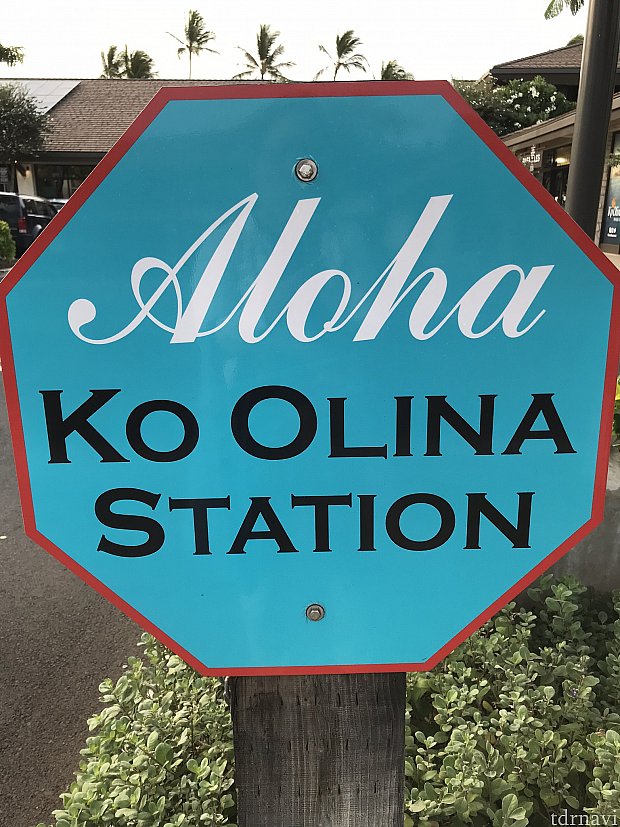 Aloha
KO OLINA
STATION
tdrnavi